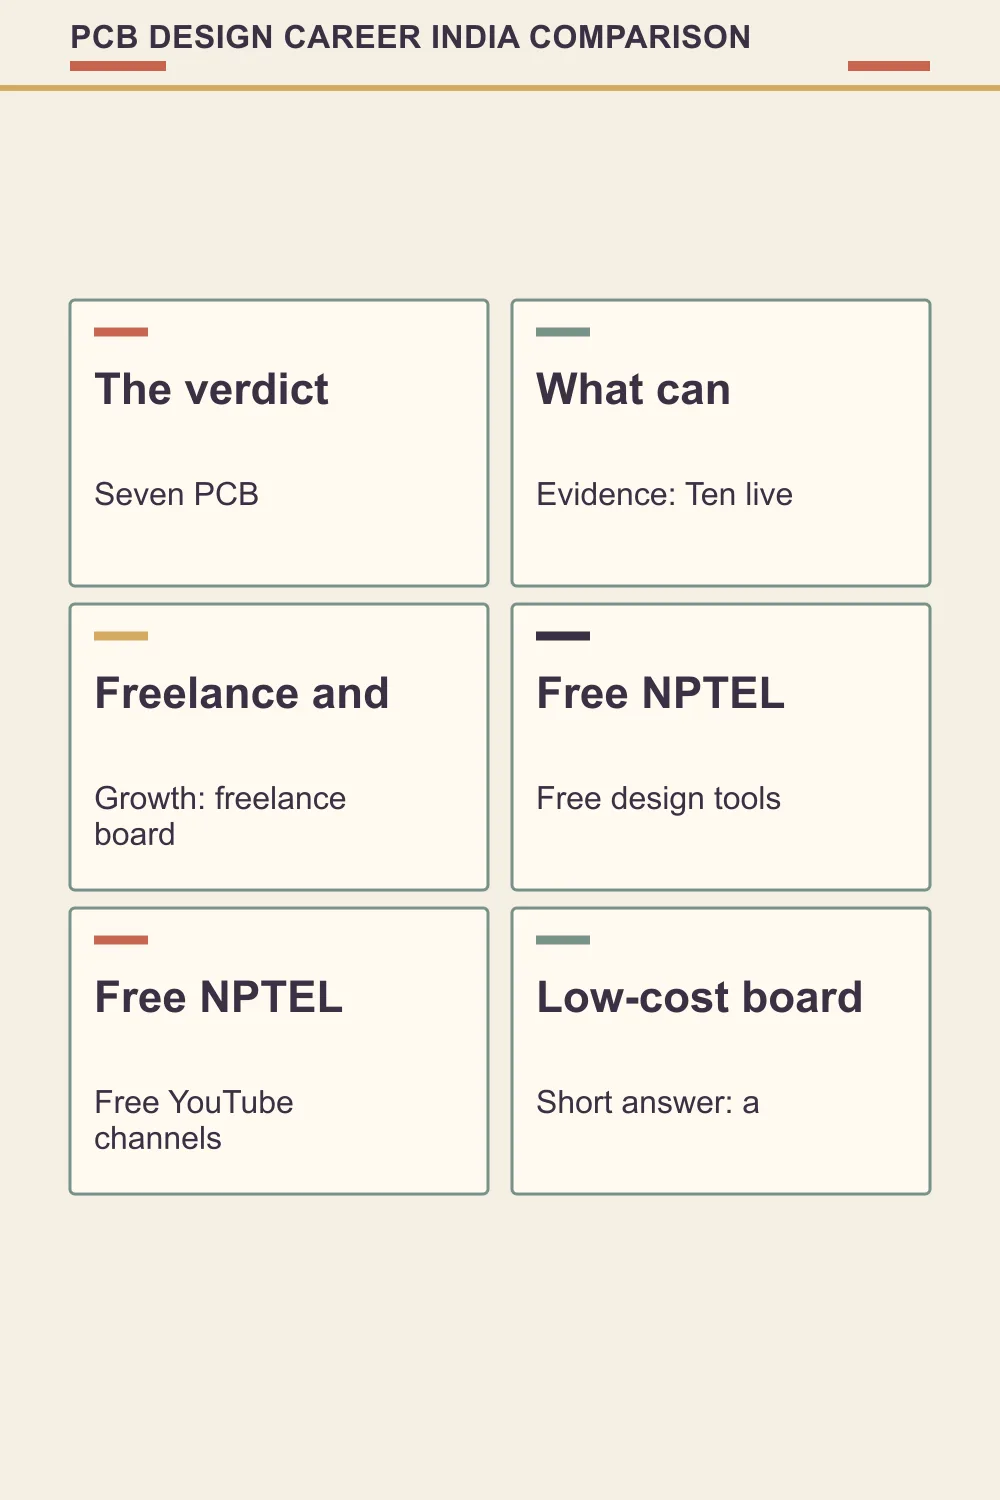 PCB DESIGN CAREER INDIA COMPARISON
The verdict
Seven PCB
What can
Evidence: Ten live
Freelance and
Growth: freelance
board
Free NPTEL
Free design tools
Free NPTEL
Free YouTube
channels
Low-cost board
Short answer: a